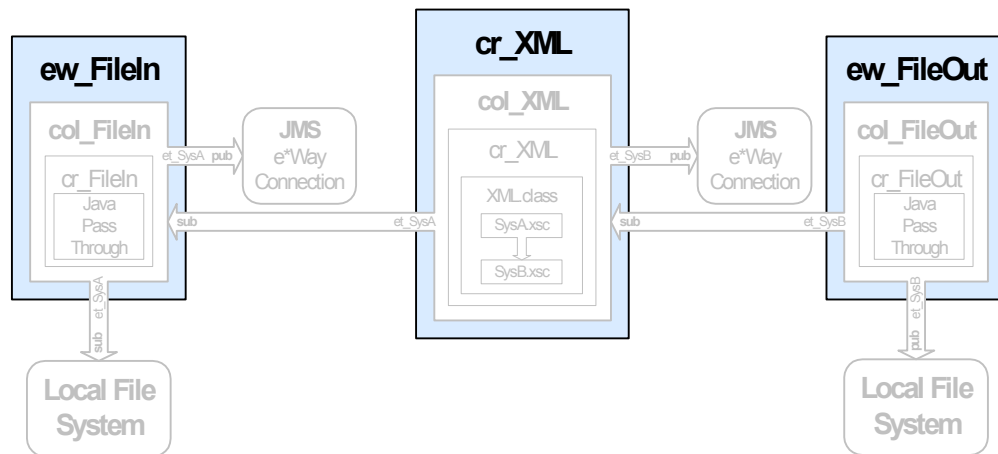 ew_FileIn
col_FileIn
cr_FileIn
Java
Pass
Through
et_SysA pub
JMS
e*Way
Connection
sub et_SysA
et_SysA
sub
Local File
System
cr_XML
col_XML
cr_XML
XML.class
SysA.xsc
SysB.xsc
et_SysB pub
JMS
e*Way
Connection
sub et_SysB
ew_FileOut
col_FileOut
cr_FileOut
Java
Pass
Through
et_SysB
pub
Local File
System